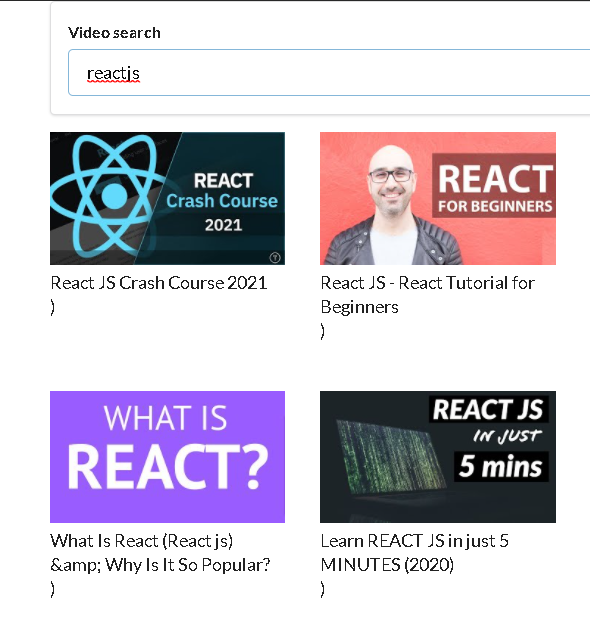 Video search
reactjs
REACT
Crash Course
2021
REACT
FOR BEGINNERS
React JS Crash Course 2021
)
React JS - React Tutorial for
Beginners
)
WHAT IS
REACT?
REACT JS
IN JUST
5 mins
What Is React (React js)
&amp; Why Is It So Popular?
)
Learn REACT JS in just 5
MINUTES (2020)
)